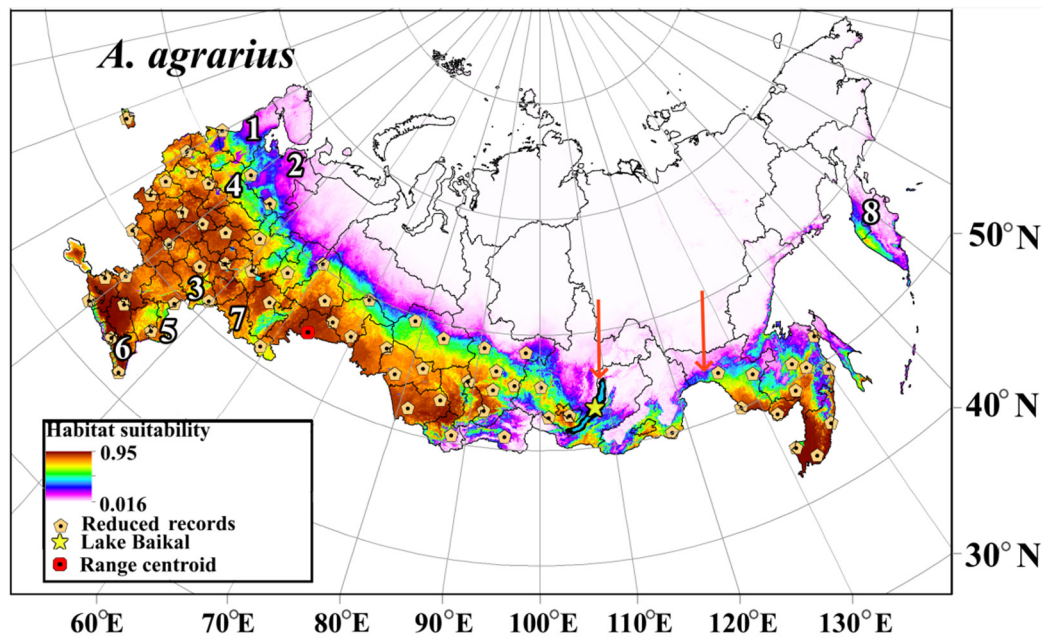 A. agrarius
1
2
4
8
50°N
3
7
5
6
Habitat suitability
0.95
40°N
0.016
Reduced records
Lake Baikal
Range centroid
30°N
60°E 70°E 80°E 90°E 100°E 110°E 120°E 130°E